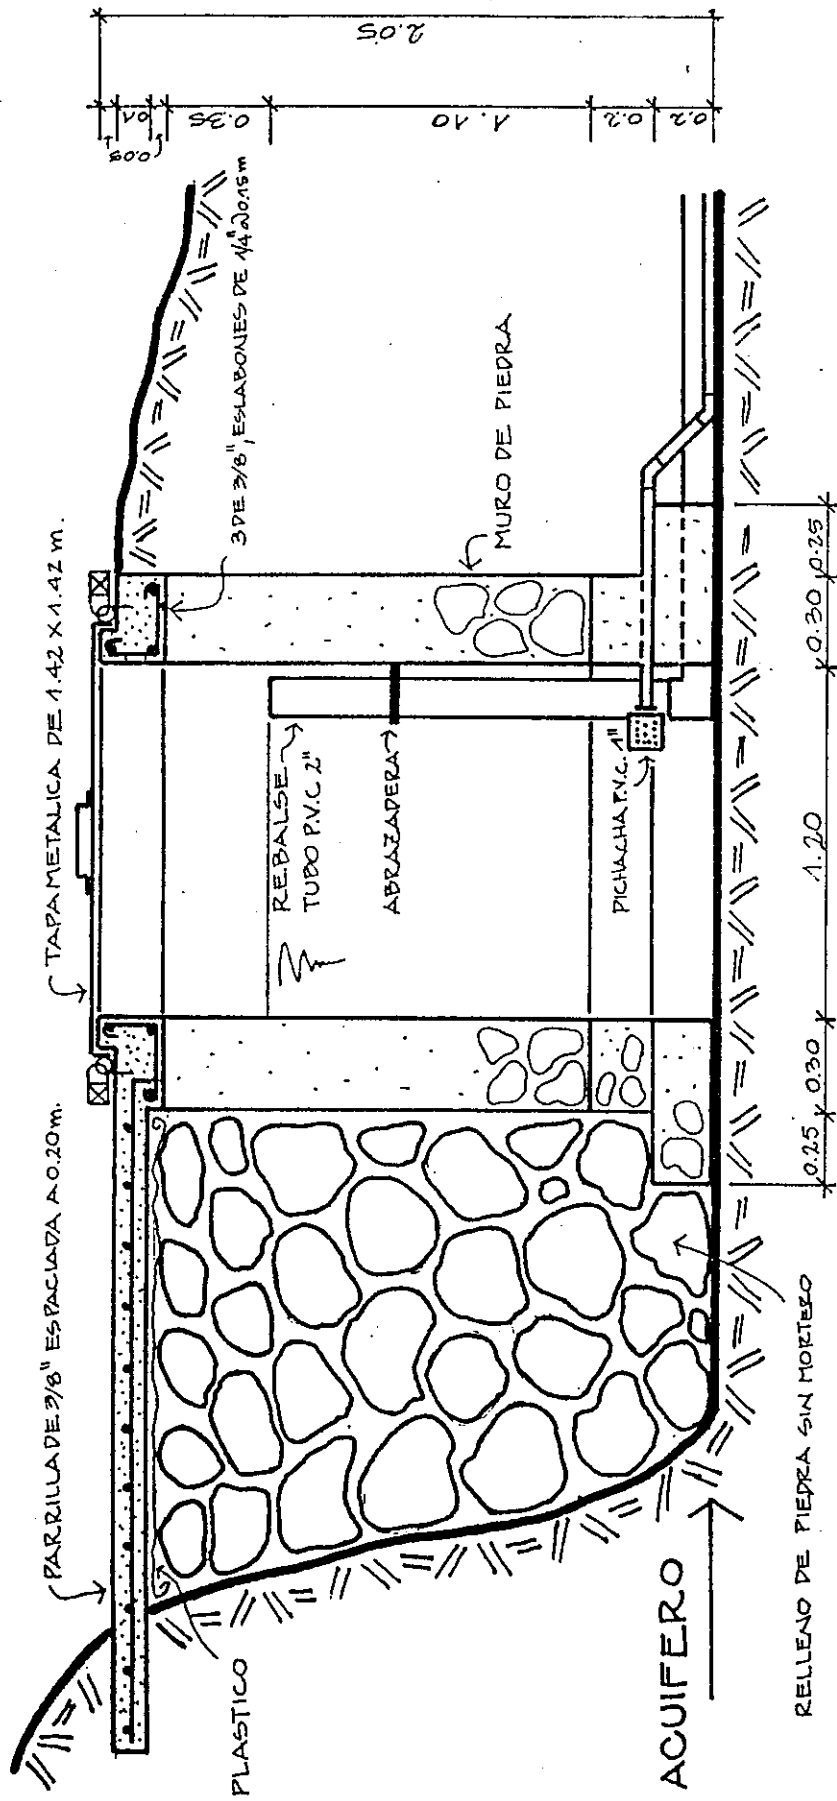 TAPA METALICA DE 1.42 X 1.42 m.
PARRILLA DE 3/8" ESPACIADA A 0.20m.
3 DE 3/8", ESLABONES DE 1/4" a 0.15m
PLASTICO
REBALSE
TUBO P.V.C 2"
ABRAZADERA
MURO DE PIEDRA
PICHACHA P.V.C. 1"
ACUIFERO
RELLENO DE PIEDRA SIN MORTERO
0.25
0.30
1.20
0.30
0.25
0.05
0.1
0.35
1.10
0.2
0.2
2.05